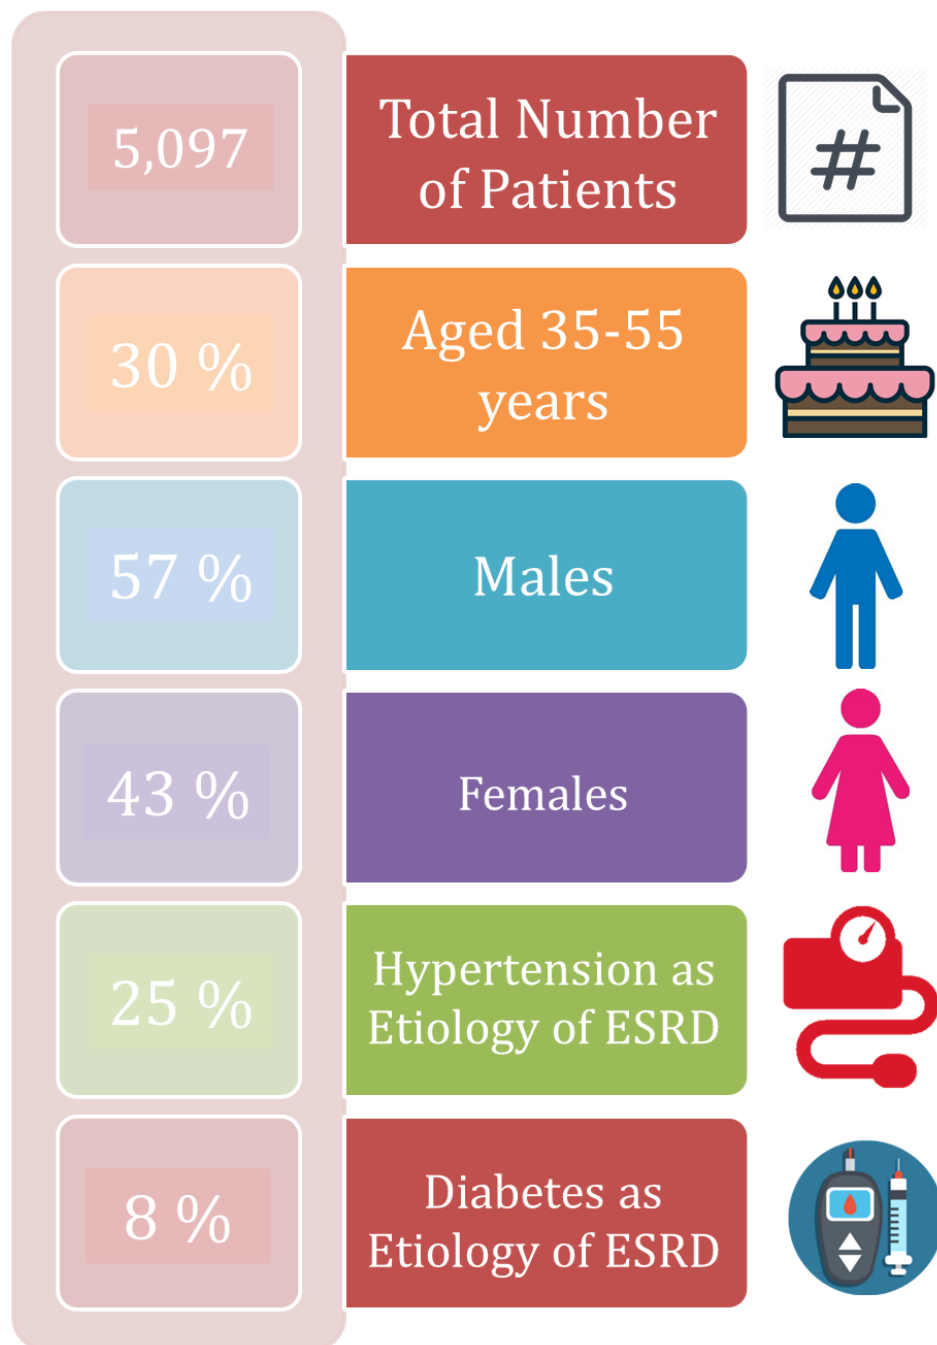 5,097
Total Number
of Patients
#
30 %
Aged 35-55
years
57 %
Males
43 %
Females
25 %
Hypertension as
Etiology of ESRD
8 %
Diabetes as
Etiology of ESRD